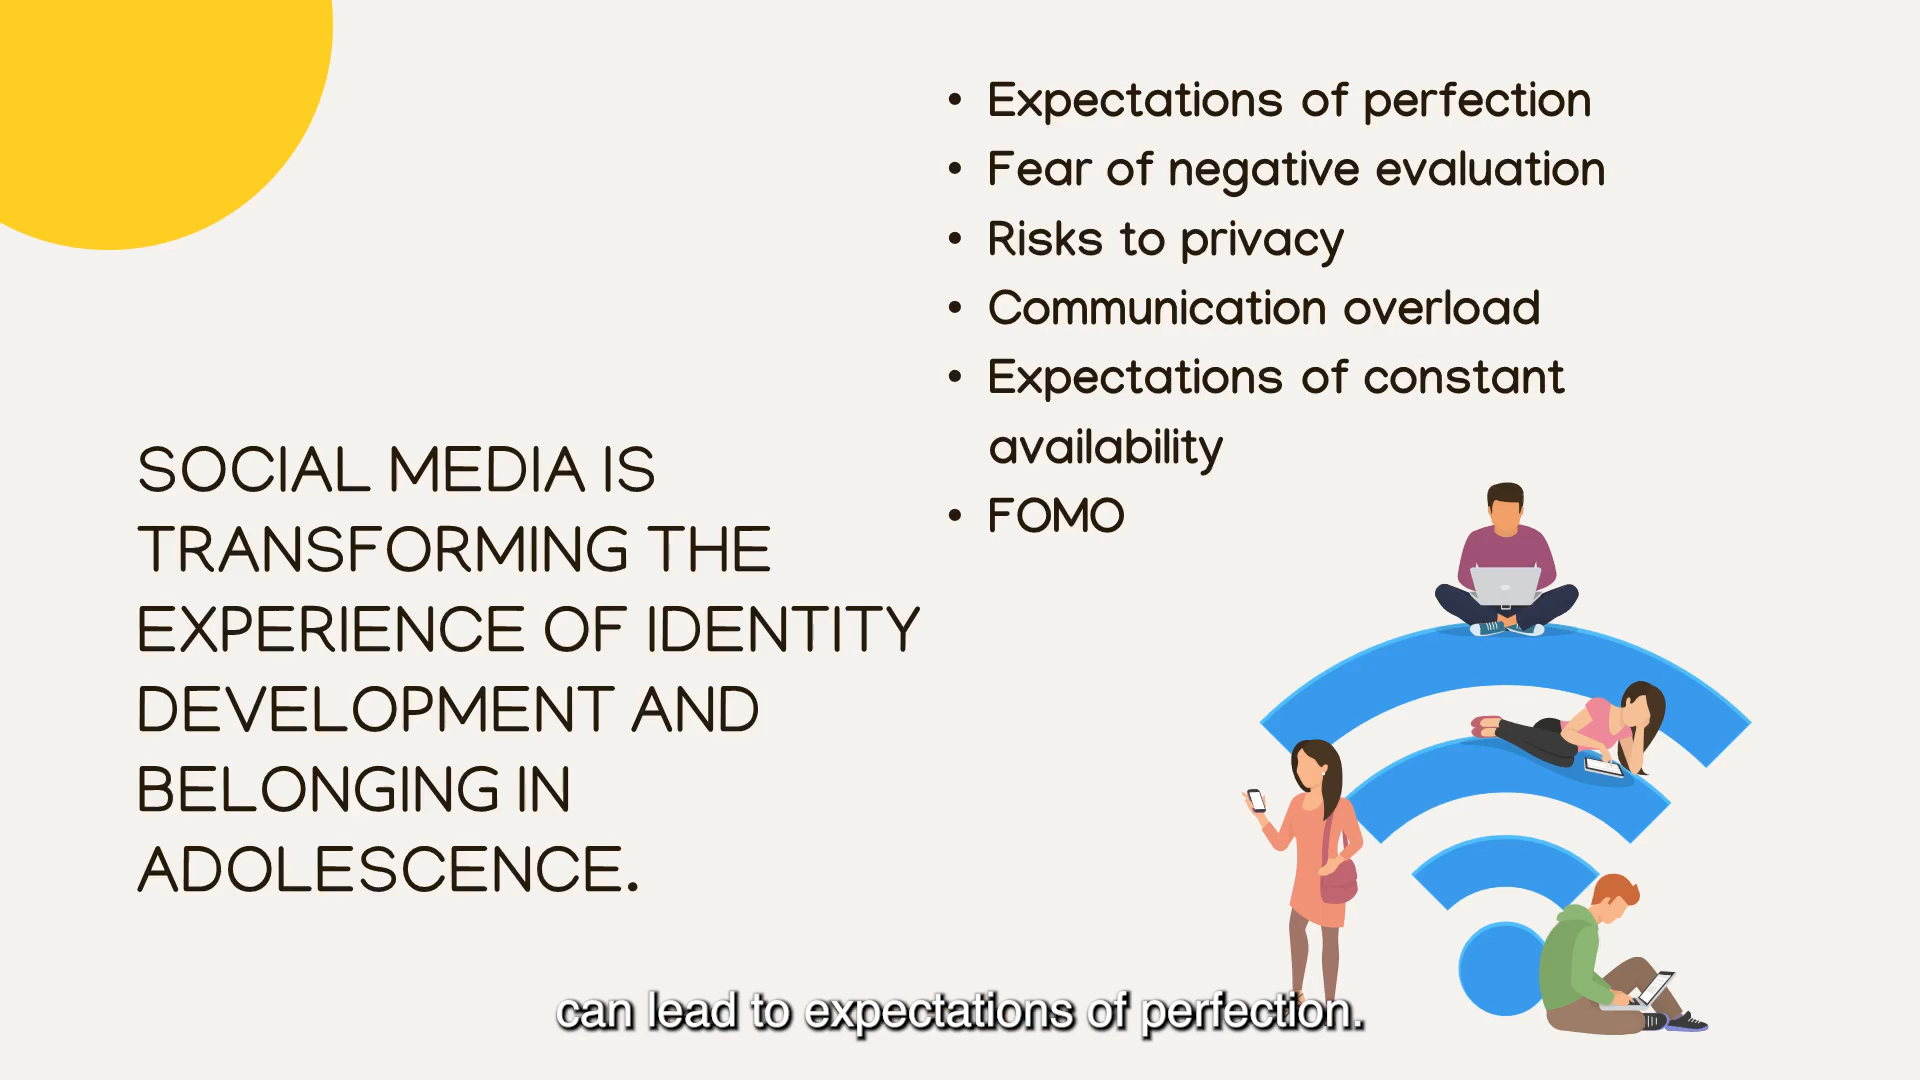 SOCIAL MEDIA IS
TRANSFORMING THE
EXPERIENCE OF IDENTITY
DEVELOPMENT AND
BELONGING IN
ADOLESCENCE.
• Expectations of perfection
• Fear of negative evaluation
• Risks to privacy
• Communication overload
• Expectations of constant
availability
• FOMO
can lead to expectations of perfection.